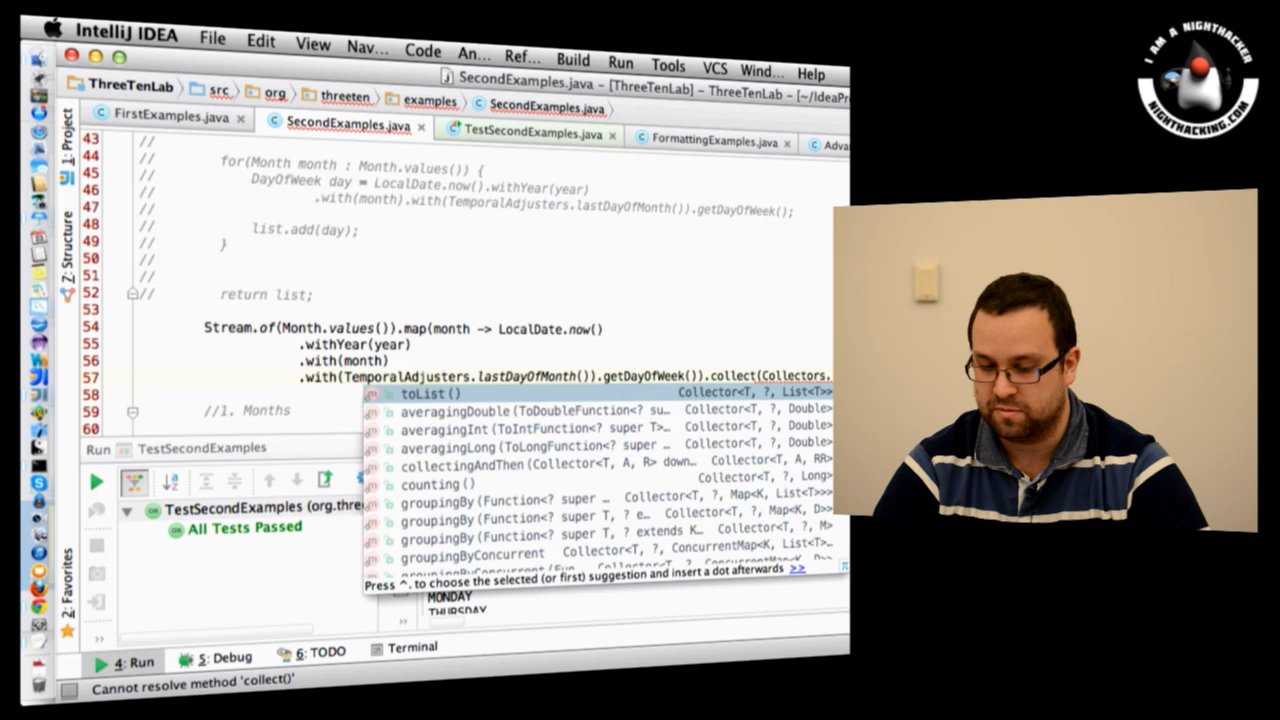 IntelliJ IDEA File Edit View Nav... Code An... Ref... Build Run Tools VCS Wind... Help
SecondExamples.java – [ThreeTenLab] – ThreeTenLab – [~/IdeaPr
ThreeTenLab src org threeten examples SecondExamples.java
FirstExamples.java SecondExamples.java TestSecondExamples.java FormattingExamples.java Adva
1: Project
7: Structure
2: Favorites
43 //
44 // for(Month month : Month.values()) {
45 // DayOfWeek day = LocalDate.now().withYear(year)
46 // .with(month).with(TemporalAdjusters.lastDayOfMonth()).getDayOfWeek();
47 //
48 // list.add(day);
49 // }
50 //
51 //
52 // return list;
53
54 Stream.of(Month.values()).map(month -> LocalDate.now()
55 .withYear(year)
56 .with(month)
57 .with(TemporalAdjusters.lastDayOfMonth()).getDayOfWeek()).collect(Collectors.
58
59 //1. Months
60
toList() Collector<T, ?, List<T>>
averagingDouble(ToDoubleFunction<? su... Collector<T, ?, Double>
averagingInt(ToIntFunction<? super T>... Collector<T, ?, Double>
averagingLong(ToLongFunction<? super ... Collector<T, ?, Double>
collectingAndThen(Collector<T, A, R> down... Collector<T, A, RR>
counting() Collector<T, ?, Long>
groupingBy(Function<? super ... Collector<T, ?, Map<K, List<T>>>
groupingBy(Function<? super T, ? e... Collector<T, ?, Map<K, D>>
groupingBy(Function<? super T, ? extends K... Collector<T, ?, M>
groupingByConcurrent Collector<T, ?, ConcurrentMap<K, List<T>...
Press ^. to choose the selected (or first) suggestion and insert a dot afterwards >>
Run TestSecondExamples
TestSecondExamples (org.thre
All Tests Passed
MONDAY
THURSDAY
4: Run 5: Debug 6: TODO Terminal
Cannot resolve method 'collect()'
I AM A NIGHTHACKER
NIGHTHACKING.COM